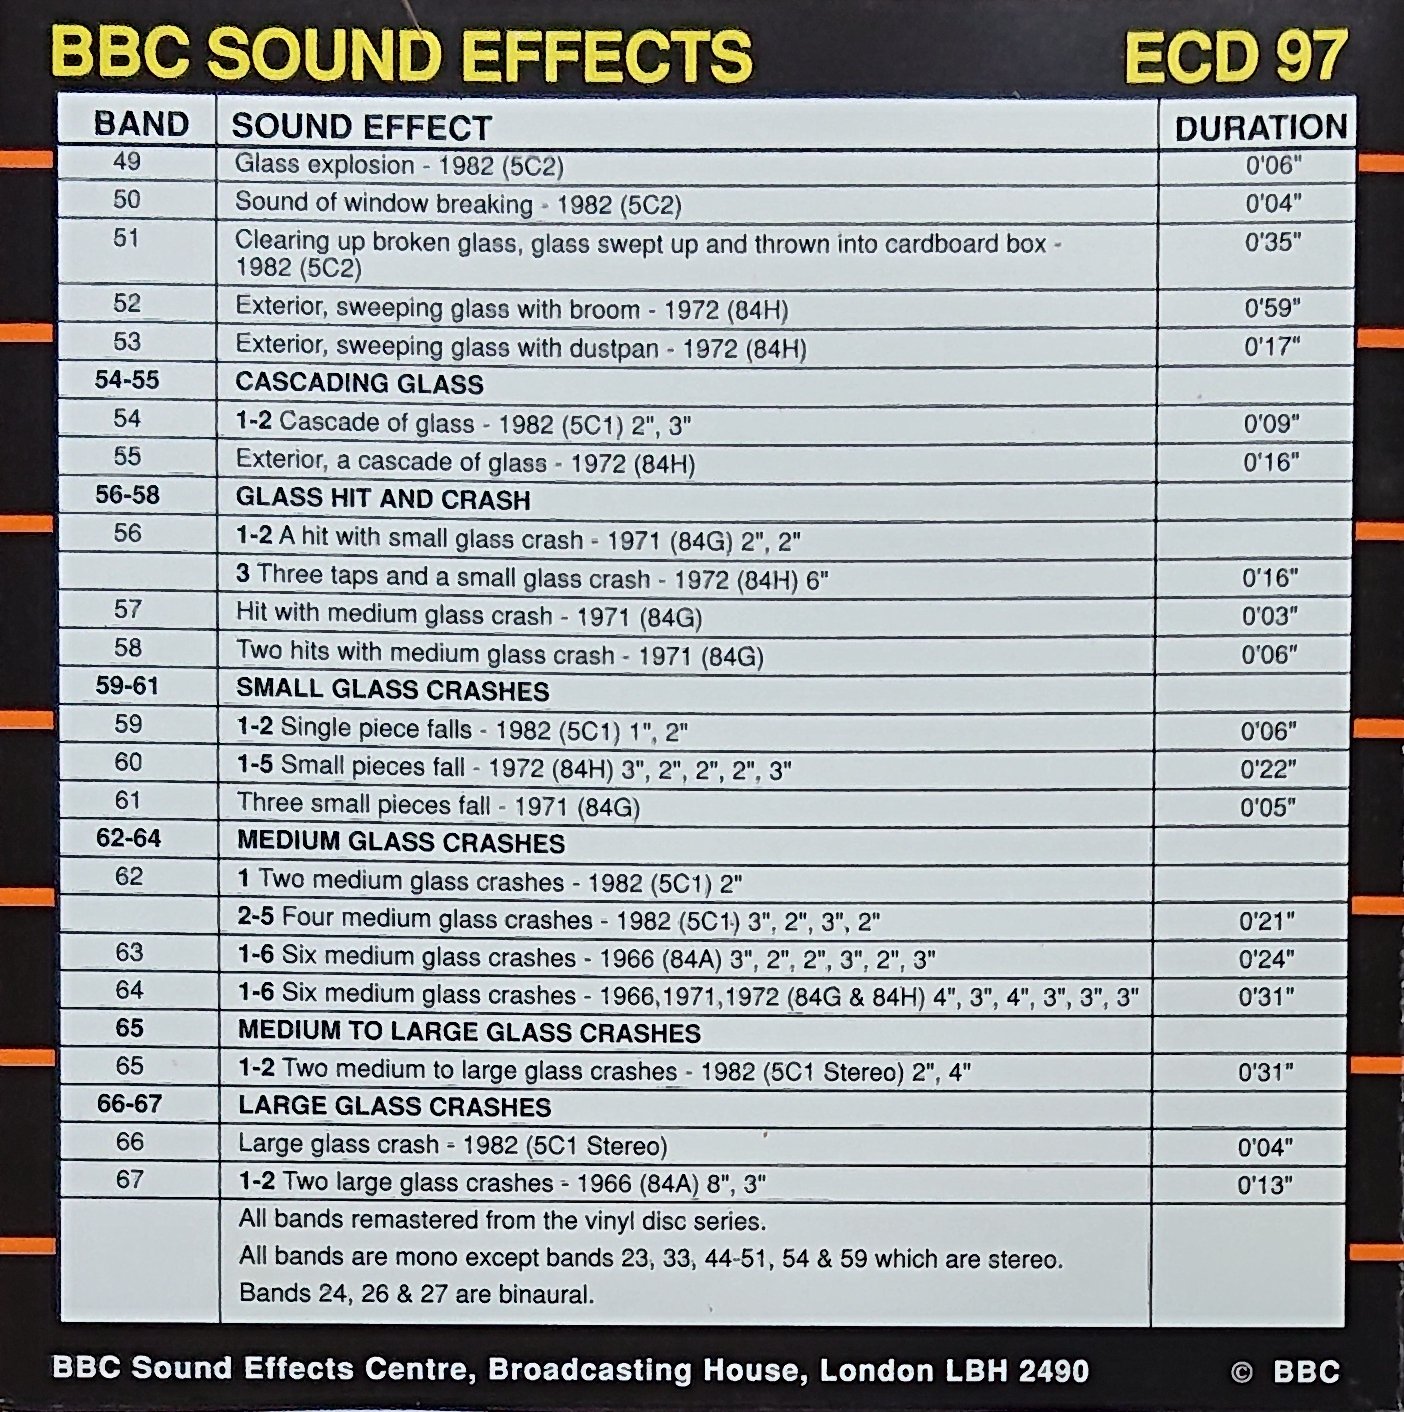 BBC SOUND EFFECTS ECD 97
BAND SOUND EFFECT DURATION
49 Glass explosion - 1982 (5C2) 0'06"
50 Sound of window breaking - 1982 (5C2) 0'04"
51 Clearing up broken glass, glass swept up and thrown into cardboard box - 0'35"
1982 (5C2)
52 Exterior, sweeping glass with broom - 1972 (84H) 0'59"
53 Exterior, sweeping glass with dustpan - 1972 (84H) 0'17"
54-55 CASCADING GLASS
54 1-2 Cascade of glass - 1982 (5C1) 2", 3" 0'09"
55 Exterior, a cascade of glass - 1972 (84H) 0'16"
56-58 GLASS HIT AND CRASH
56 1-2 A hit with small glass crash - 1971 (84G) 2", 2"
3 Three taps and a small glass crash - 1972 (84H) 6" 0'16"
57 Hit with medium glass crash - 1971 (84G) 0'03"
58 Two hits with medium glass crash - 1971 (84G) 0'06"
59-61 SMALL GLASS CRASHES
59 1-2 Single piece falls - 1982 (5C1) 1", 2" 0'06"
60 1-5 Small pieces fall - 1972 (84H) 3", 2", 2", 2", 3" 0'22"
61 Three small pieces fall - 1971 (84G) 0'05"
62-64 MEDIUM GLASS CRASHES
62 1 Two medium glass crashes - 1982 (5C1) 2"
2-5 Four medium glass crashes - 1982 (5C1) 3", 2", 3", 2" 0'21"
63 1-6 Six medium glass crashes - 1966 (84A) 3", 2", 2", 3", 2", 3" 0'24"
64 1-6 Six medium glass crashes - 1966,1971,1972 (84G & 84H) 4", 3", 4", 3", 3", 3" 0'31"
65 MEDIUM TO LARGE GLASS CRASHES
65 1-2 Two medium to large glass crashes - 1982 (5C1 Stereo) 2", 4" 0'31"
66-67 LARGE GLASS CRASHES
66 Large glass crash - 1982 (5C1 Stereo) 0'04"
67 1-2 Two large glass crashes - 1966 (84A) 8", 3" 0'13"
All bands remastered from the vinyl disc series.
All bands are mono except bands 23, 33, 44-51, 54 & 59 which are stereo.
Bands 24, 26 & 27 are binaural.
BBC Sound Effects Centre, Broadcasting House, London LBH 2490 © BBC